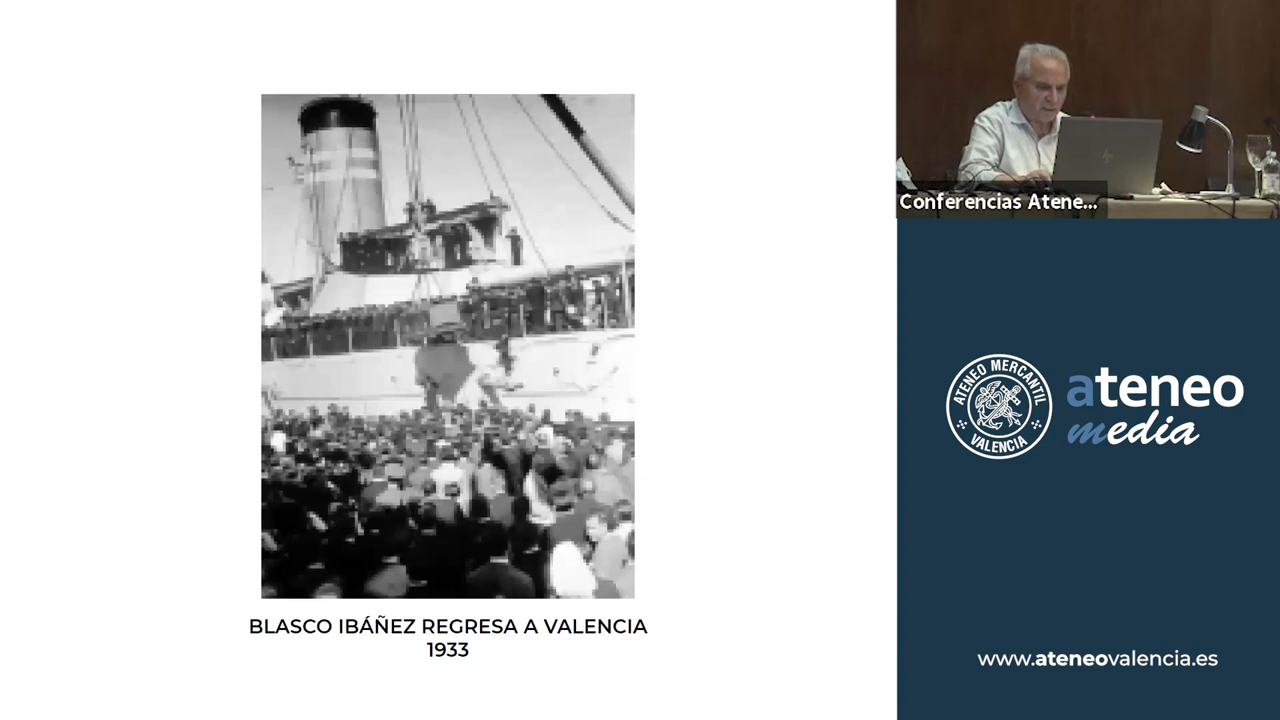 BLASCO IBÁÑEZ REGRESA A VALENCIA
1933
Conferencias Atene...
ATENEO MERCANTIL
VALENCIA
ateneo
media
www.ateneovalencia.es